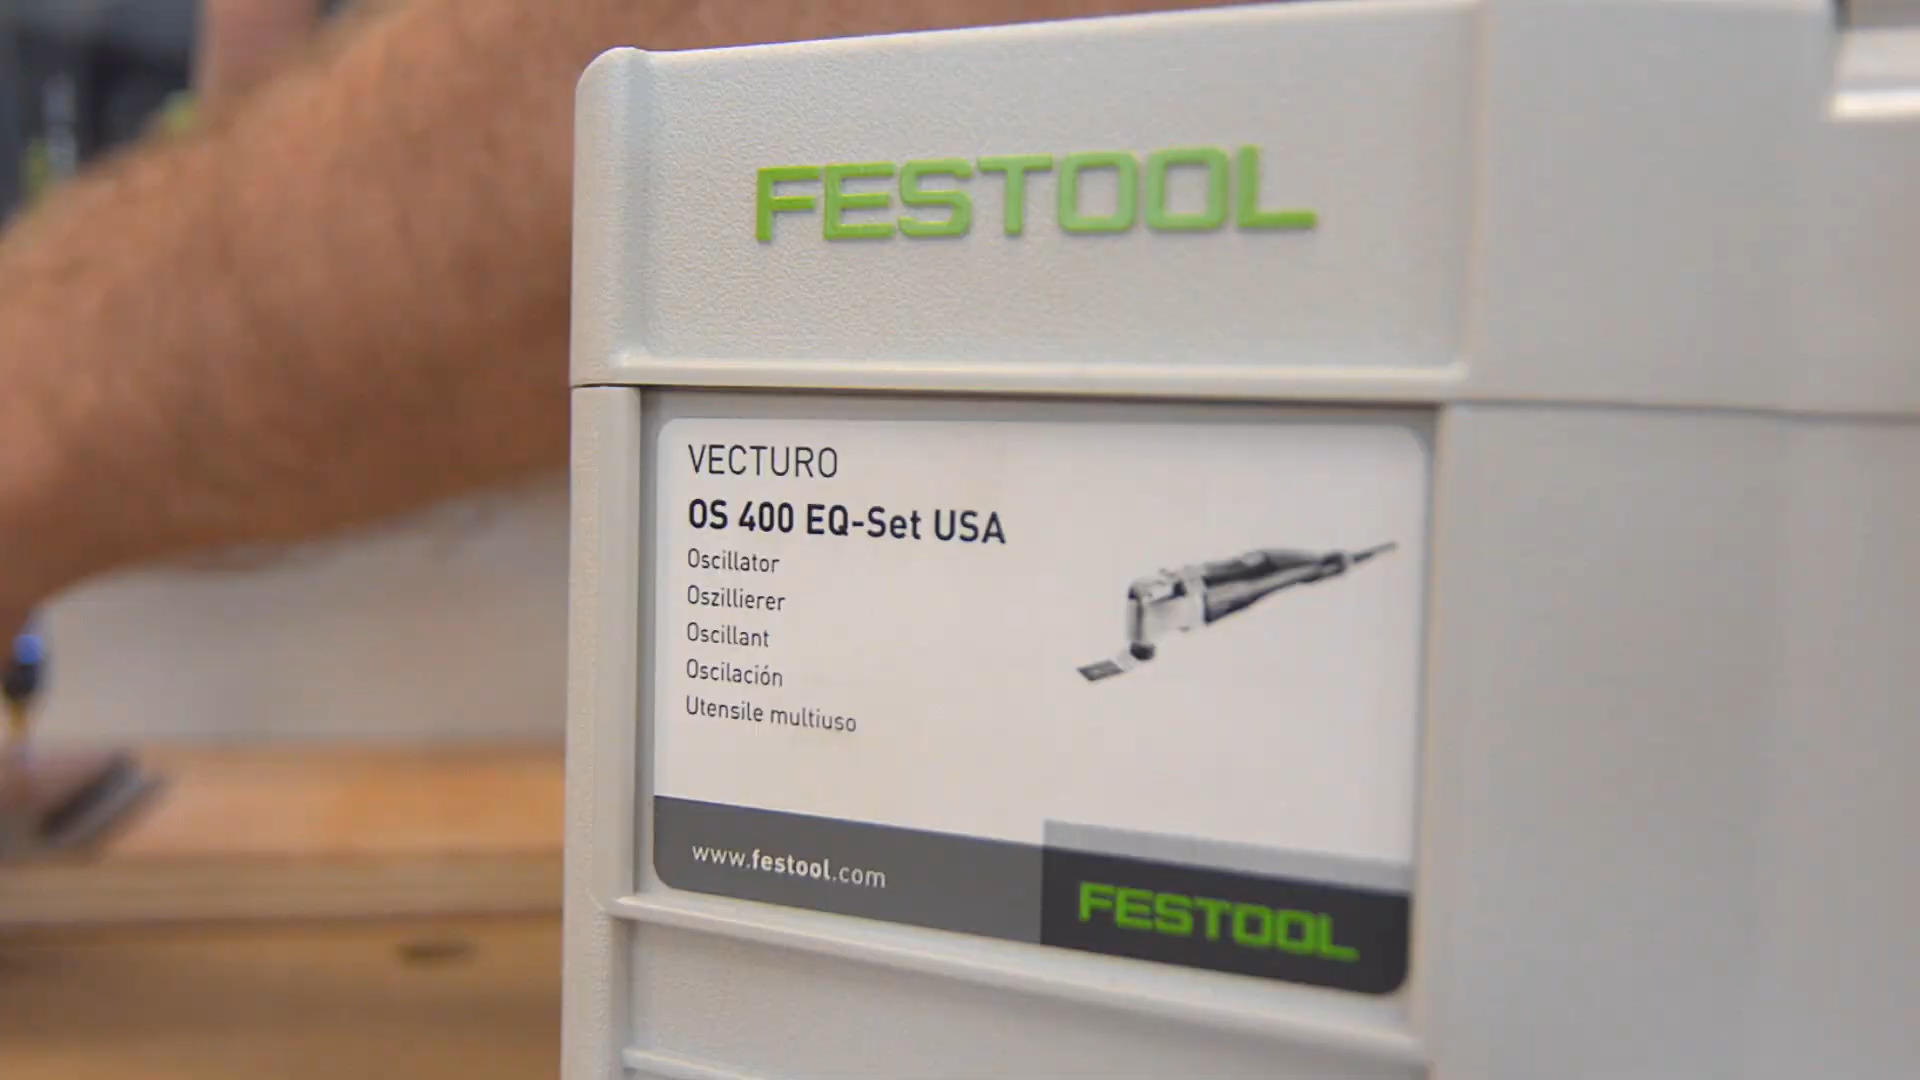 FESTOOL
VECTURO
OS 400 EQ-Set USA
Oscillator
Oszillierer
Oscillant
Oscilación
Utensile multiuso
www.festool.com
FESTOOL